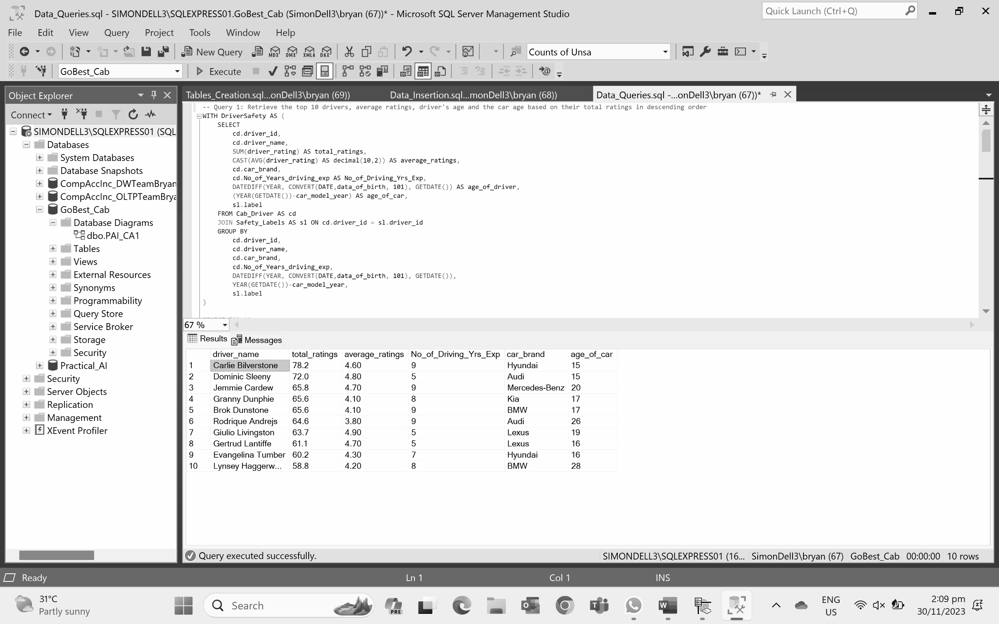 Data_Queries.sql - SIMONDELL3\SQLEXPRESS01.GoBest_Cab (SimonDell3\bryan (67))* - Microsoft SQL Server Management Studio
Quick Launch (Ctrl+Q)
File Edit View Query Project Tools Window Help
New Query MDX DMX XMLA DAX Counts of Unsa
GoBest_Cab Execute
Object Explorer
Connect
SIMONDELL3\SQLEXPRESS01 (SQL
Databases
System Databases
Database Snapshots
CompAccInc_DWTeamBryan
CompAccInc_OLTPTeamBrya
GoBest_Cab
Database Diagrams
dbo.PAI_CA1
Tables
Views
External Resources
Synonyms
Programmability
Query Store
Service Broker
Storage
Security
Practical_AI
Security
Server Objects
Replication
Management
XEvent Profiler
Tables_Creation.sql...onDell3\bryan (69)) Data_Insertion.sql...monDell3\bryan (68)) Data_Queries.sql -...onDell3\bryan (67))*
-- Query 1: Retrieve the top 10 drivers, average ratings, driver's age and the car age based on their total ratings in descending order
WITH DriverSafety AS (
SELECT
cd.driver_id,
cd.driver_name,
SUM(driver_rating) AS total_ratings,
CAST(AVG(driver_rating) AS decimal(10,2)) AS average_ratings,
cd.car_brand,
cd.No_of_Years_driving_exp AS No_of_Driving_Yrs_Exp,
DATEDIFF(YEAR, CONVERT(DATE,data_of_birth, 101), GETDATE()) AS age_of_driver,
(YEAR(GETDATE())-car_model_year) AS age_of_car,
sl.label
FROM Cab_Driver AS cd
JOIN Safety_Labels AS sl ON cd.driver_id = sl.driver_id
GROUP BY
cd.driver_id,
cd.driver_name,
cd.car_brand,
cd.No_of_Years_driving_exp,
DATEDIFF(YEAR, CONVERT(DATE,data_of_birth, 101), GETDATE()),
YEAR(GETDATE())-car_model_year,
sl.label
)
67 %
Results Messages
driver_name total_ratings average_ratings No_of_Driving_Yrs_Exp car_brand age_of_car
1 Carlie Bilverstone 78.2 4.60 9 Hyundai 15
2 Dominic Sleeny 72.0 4.80 5 Audi 15
3 Jemmie Cardew 65.8 4.70 9 Mercedes-Benz 20
4 Granny Dunphie 65.6 4.10 8 Kia 17
5 Brok Dunstone 65.6 4.10 9 BMW 17
6 Rodrique Andrejs 64.6 3.80 9 Audi 26
7 Giulio Livingston 63.7 4.90 5 Lexus 19
8 Gertrud Lantiffe 61.1 4.70 5 Lexus 16
9 Evangelina Tumber 60.2 4.30 7 Hyundai 16
10 Lynsey Haggerw... 58.8 4.20 8 BMW 28
Query executed successfully. SIMONDELL3\SQLEXPRESS01 (16... SimonDell3\bryan (67) GoBest_Cab 00:00:00 10 rows
Ready Ln 1 Col 1 INS
31°C
Partly sunny
Search
PRE
ENG
US
2:09 pm
30/11/2023